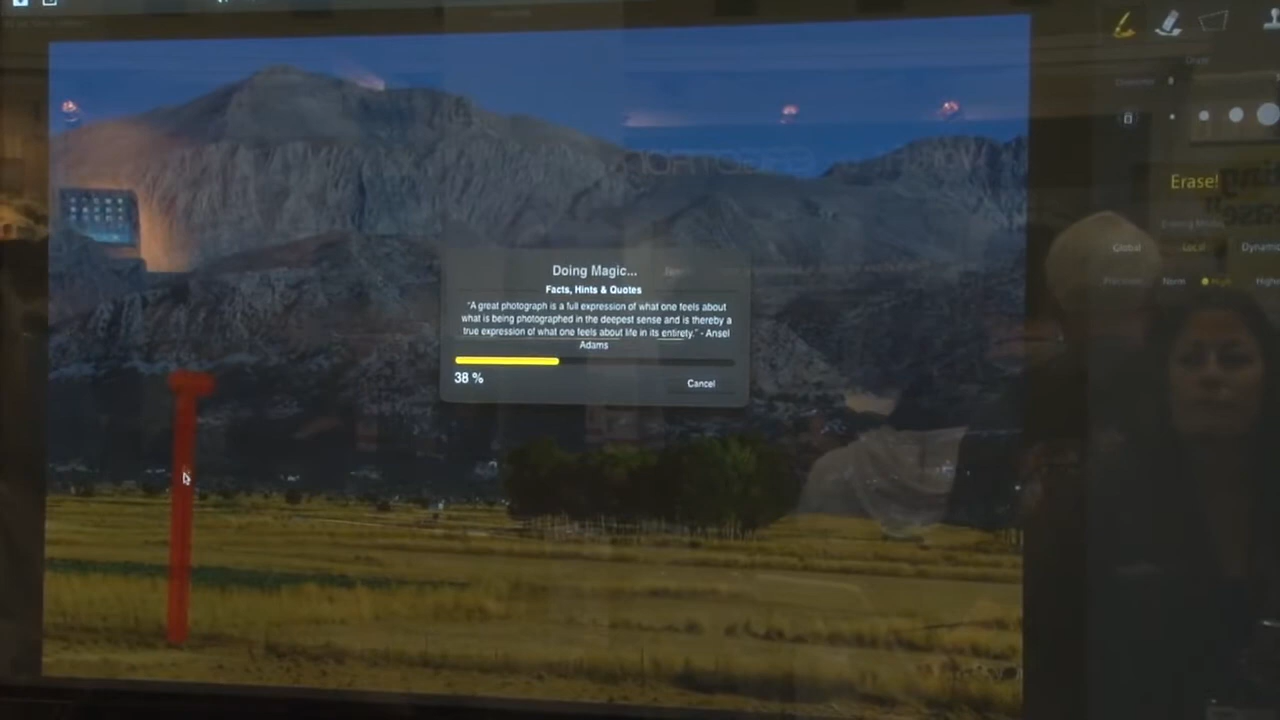 Erase!
Global
Local
Dynamic
Precision
Norm
High
Doing Magic...
Facts, Hints & Quotes
"A great photograph is a full expression of what one feels about
what is being photographed in the deepest sense and is thereby a
true expression of what one feels about life in its entirety." - Ansel
Adams
38 %
Cancel